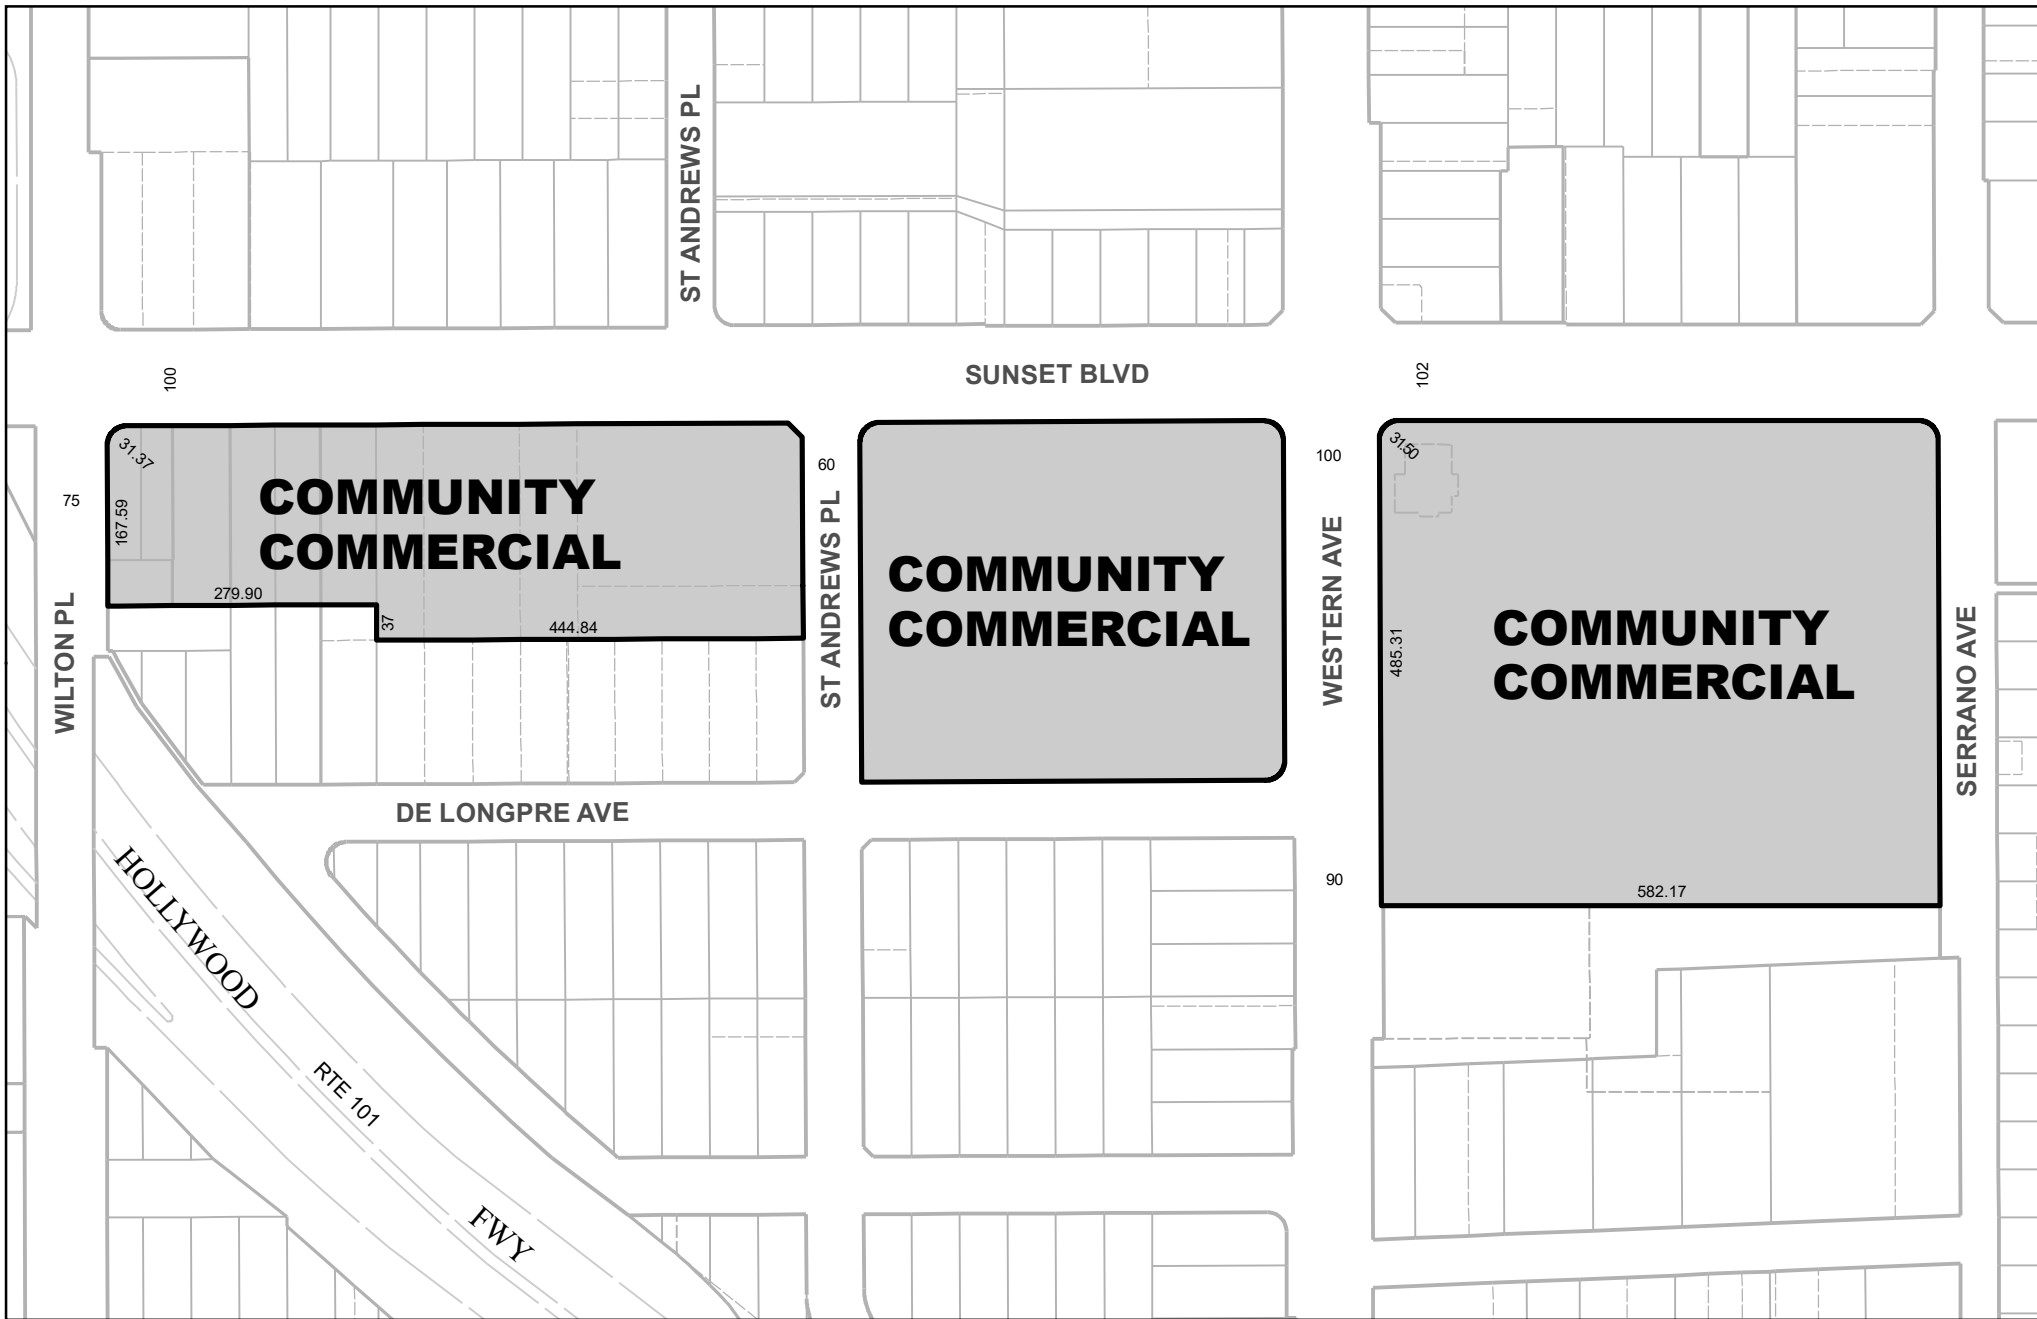 ST ANDREWS PL
SUNSET BLVD
100
102
31.37
167.59
COMMUNITY
COMMERCIAL
279.90
37
444.84
75
WILTON PL
60
ST ANDREWS PL
COMMUNITY
COMMERCIAL
100
WESTERN AVE
31.50
485.31
COMMUNITY
COMMERCIAL
582.17
SERRANO AVE
DE LONGPRE AVE
90
HOLLYWOOD
RTE 101
FWY